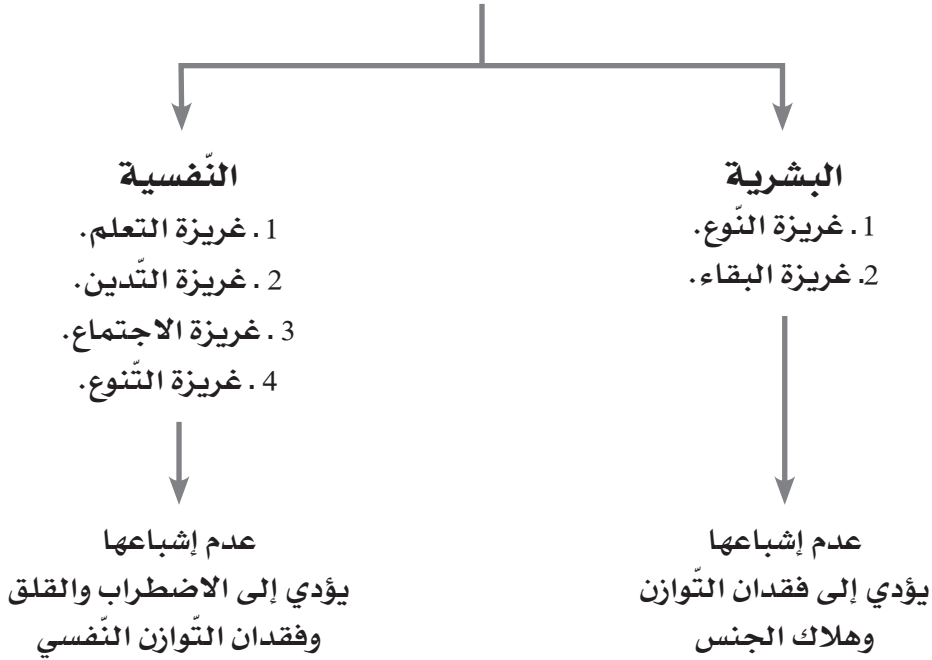 البشرية
1. غريزة النّوع.
2. غريزة البقاء.
عدم إشباعها
يؤدي إلى فقدان التّوازن
وهلاك الجنس
النّفسية
1. غريزة التعلم.
2. غريزة التّدين.
3. غريزة الاجتماع.
4. غريزة التّنوع.
عدم إشباعها
يؤدي إلى الاضطراب والقلق
وفقدان التّوازن النّفسي